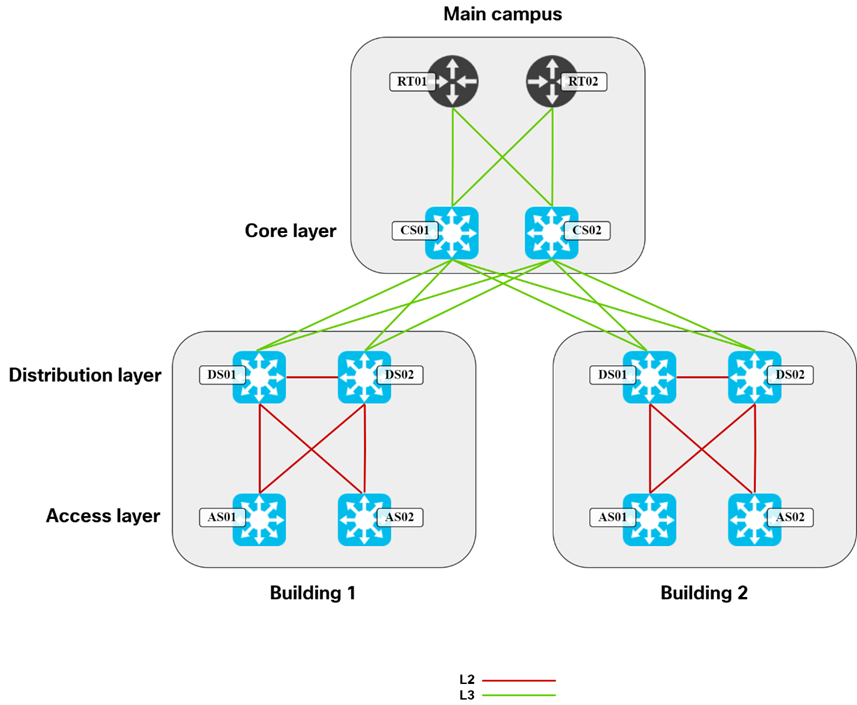 Main campus
RT01
RT02
Core layer
CS01
CS02
Distribution layer
DS01
DS02
DS01
DS02
Access layer
AS01
AS02
AS01
AS02
Building 1
Building 2
L2
L3